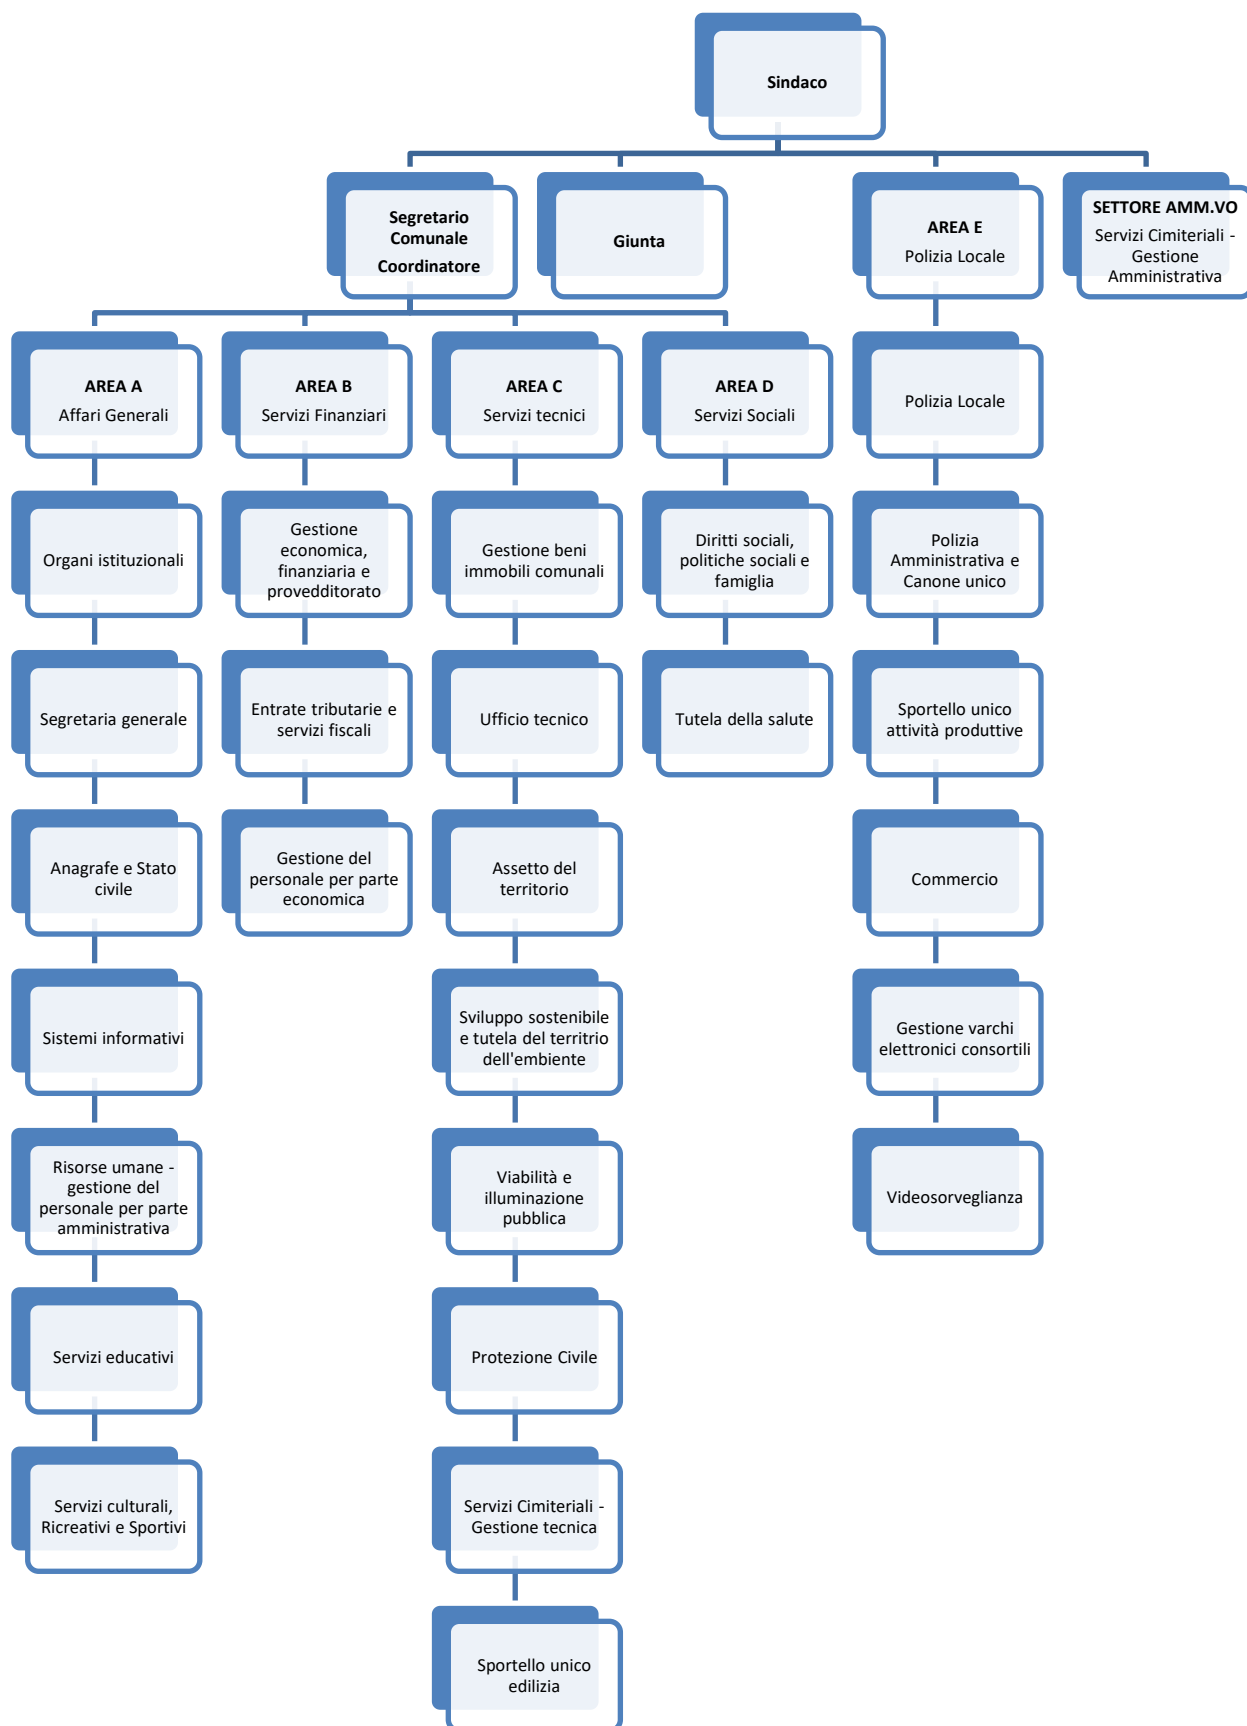 Sindaco
Segretario
Comunale
Coordinatore
Giunta
AREA E
Polizia Locale
SETTORE AMM.VO
Servizi Cimiteriali -
Gestione
Amministrativa
AREA A
Affari Generali
AREA B
Servizi Finanziari
AREA C
Servizi tecnici
AREA D
Servizi Sociali
Polizia Locale
Organi istituzionali
Gestione
economica,
finanziaria e
provedditorato
Gestione beni
immobili comunali
Diritti sociali,
politiche sociali e
famiglia
Polizia
Amministrativa e
Canone unico
Segretaria generale
Entrate tributarie e
servizi fiscali
Ufficio tecnico
Tutela della salute
Sportello unico
attività produttive
Anagrafe e Stato
civile
Gestione del
personale per parte
economica
Assetto del
territorio
Commercio
Sistemi informativi
Sviluppo sostenibile
e tutela del territrio
dell'embiente
Gestione varchi
elettronici consortili
Risorse umane -
gestione del
personale per parte
amministrativa
Viabilità e
illuminazione
pubblica
Videosorveglianza
Servizi educativi
Protezione Civile
Servizi culturali,
Ricreativi e Sportivi
Servizi Cimiteriali -
Gestione tecnica
Sportello unico
edilizia